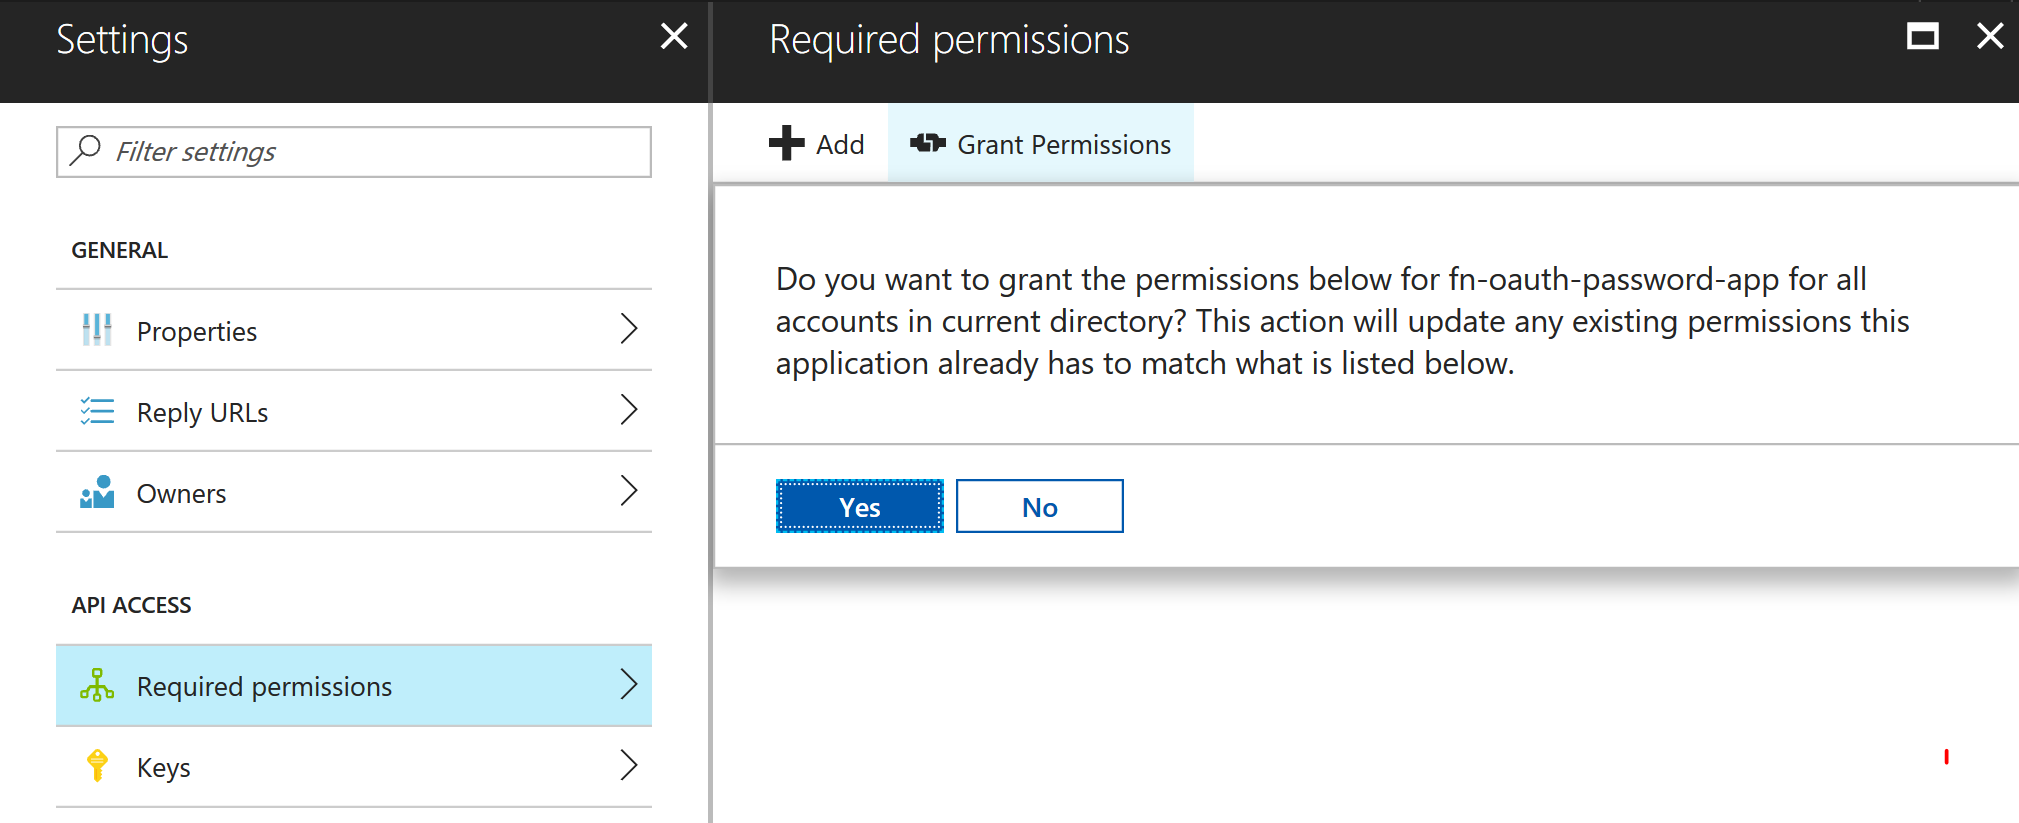 Settings
Filter settings
GENERAL
Properties
Reply URLs
Owners
API ACCESS
Required permissions
Keys
Required permissions
Add
Grant Permissions
Do you want to grant the permissions below for fn-oauth-password-app for all
accounts in current directory? This action will update any existing permissions this
application already has to match what is listed below.
Yes
No